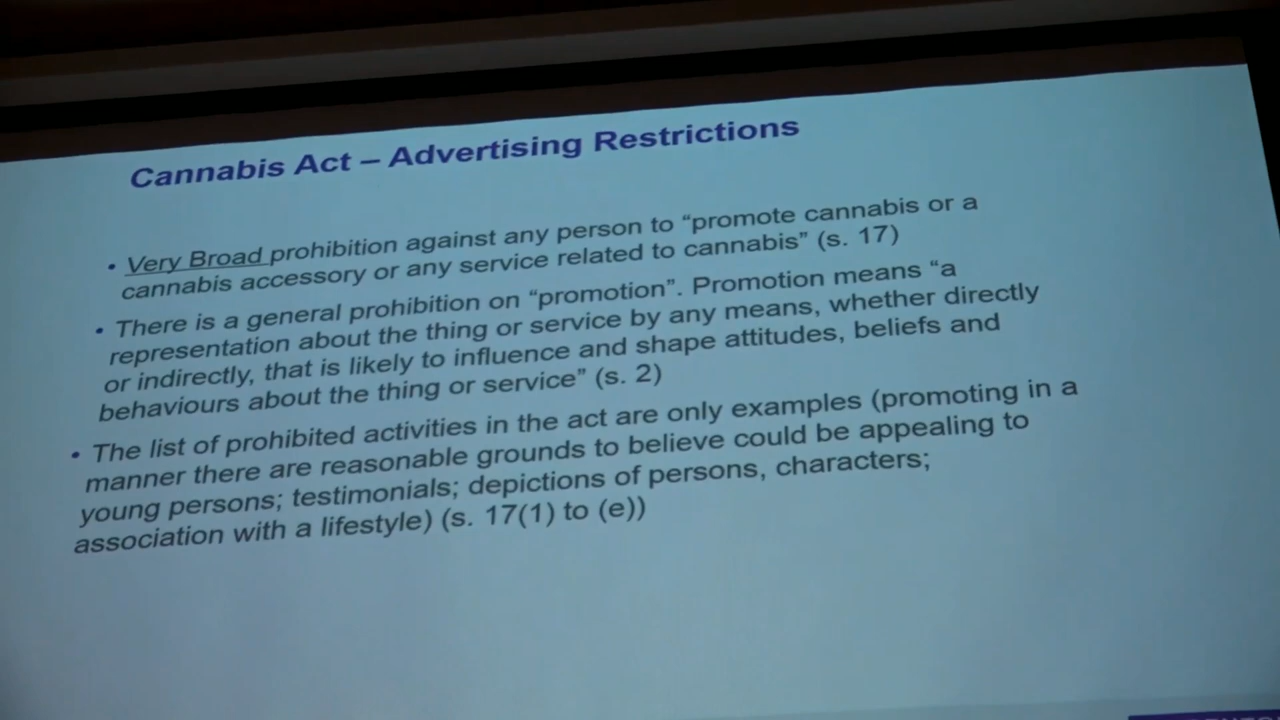 Cannabis Act – Advertising Restrictions
• Very Broad prohibition against any person to “promote cannabis or a
cannabis accessory or any service related to cannabis” (s. 17)
• There is a general prohibition on “promotion”. Promotion means “a
representation about the thing or service by any means, whether directly
or indirectly, that is likely to influence and shape attitudes, beliefs and
behaviours about the thing or service” (s. 2)
• The list of prohibited activities in the act are only examples (promoting in a
manner there are reasonable grounds to believe could be appealing to
young persons; testimonials; depictions of persons, characters;
association with a lifestyle) (s. 17(1) to (e))